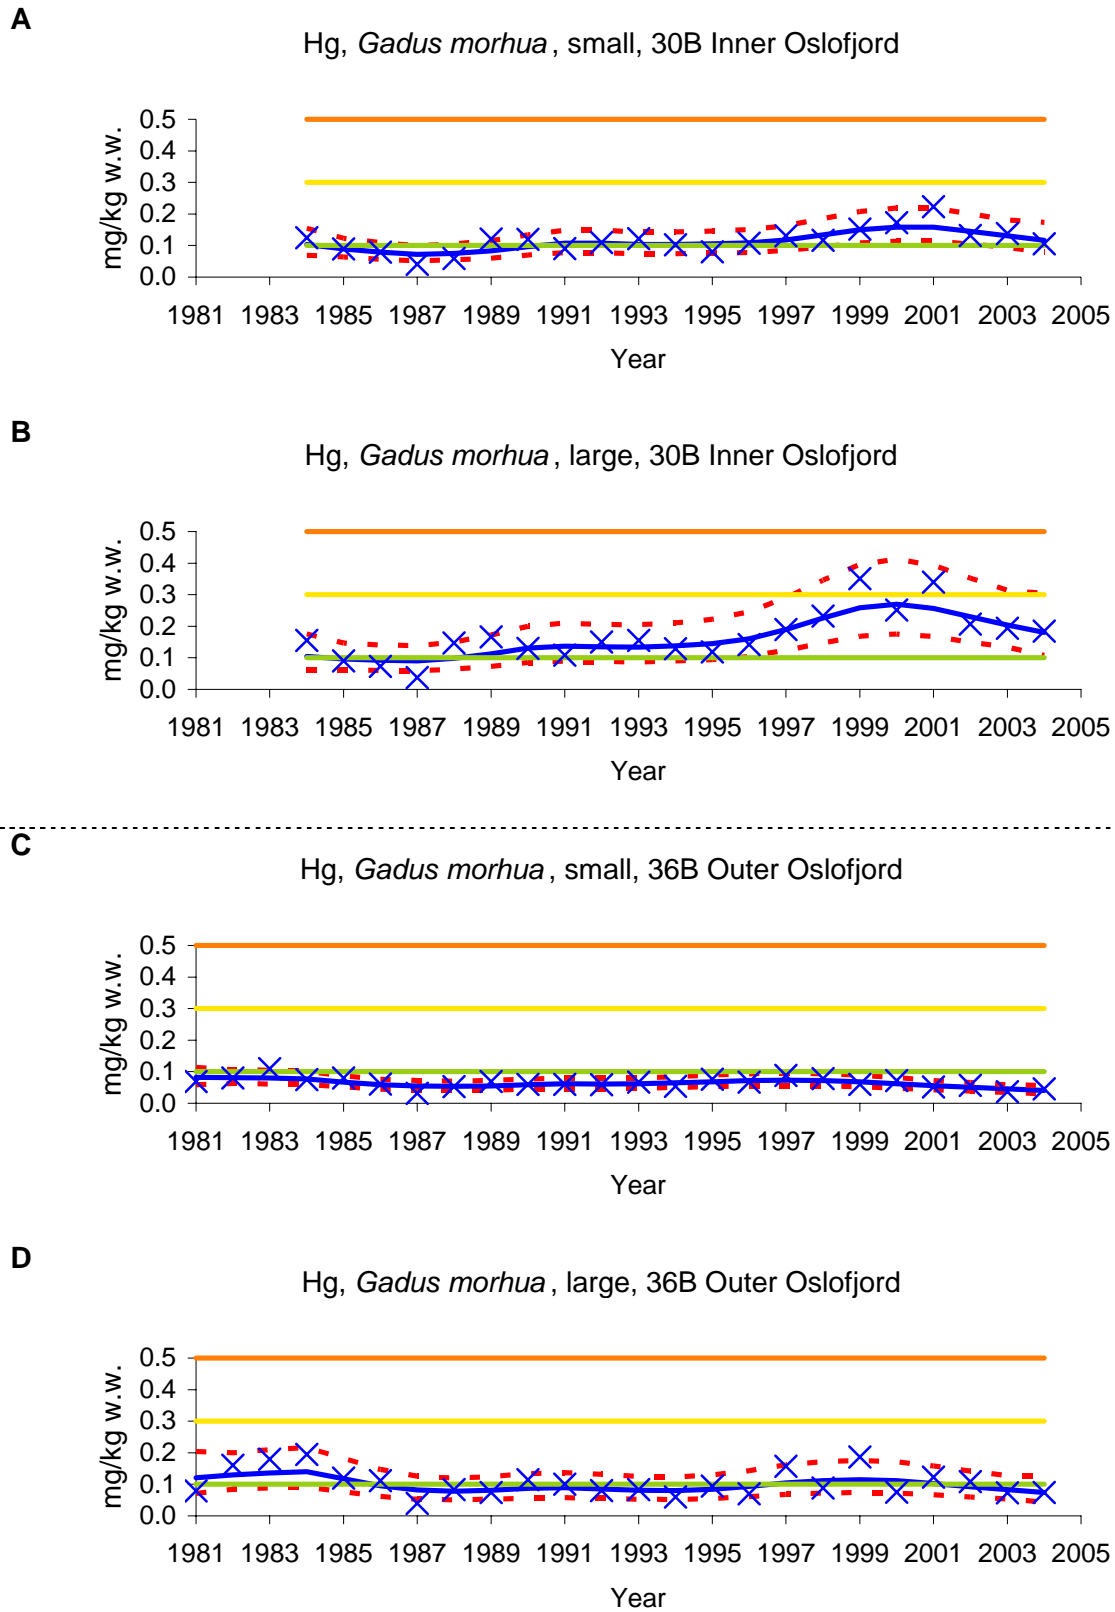 A
Hg, Gadus morhua, small, 30B Inner Oslofjord
mg/kg w.w.
0.5
0.4
0.3
0.2
0.1
0.0
1981 1983 1985 1987 1989 1991 1993 1995 1997 1999 2001 2003 2005
Year
B
Hg, Gadus morhua, large, 30B Inner Oslofjord
mg/kg w.w.
0.5
0.4
0.3
0.2
0.1
0.0
1981 1983 1985 1987 1989 1991 1993 1995 1997 1999 2001 2003 2005
Year
C
Hg, Gadus morhua, small, 36B Outer Oslofjord
mg/kg w.w.
0.5
0.4
0.3
0.2
0.1
0.0
1981 1983 1985 1987 1989 1991 1993 1995 1997 1999 2001 2003 2005
Year
D
Hg, Gadus morhua, large, 36B Outer Oslofjord
mg/kg w.w.
0.5
0.4
0.3
0.2
0.1
0.0
1981 1983 1985 1987 1989 1991 1993 1995 1997 1999 2001 2003 2005
Year